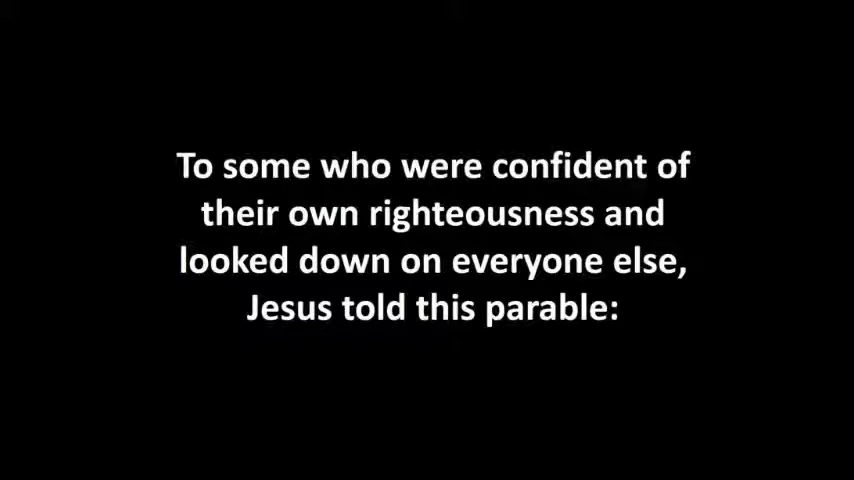 To some who were confident of
their own righteousness and
looked down on everyone else,
Jesus told this parable: